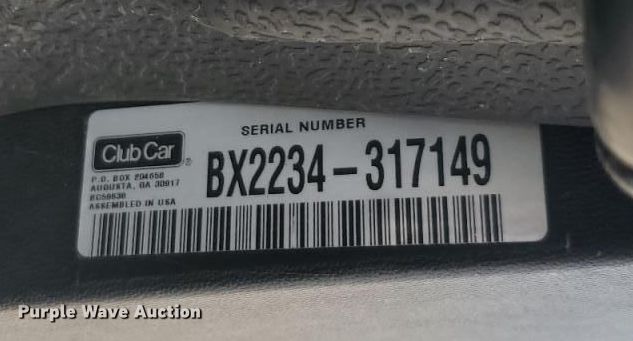 SERIAL NUMBER
Club Car®
BX2234-317149
P.O. BOX 204658
AUGUSTA, GA 30917
ASSEMBLED IN USA
Purple Wave Auction